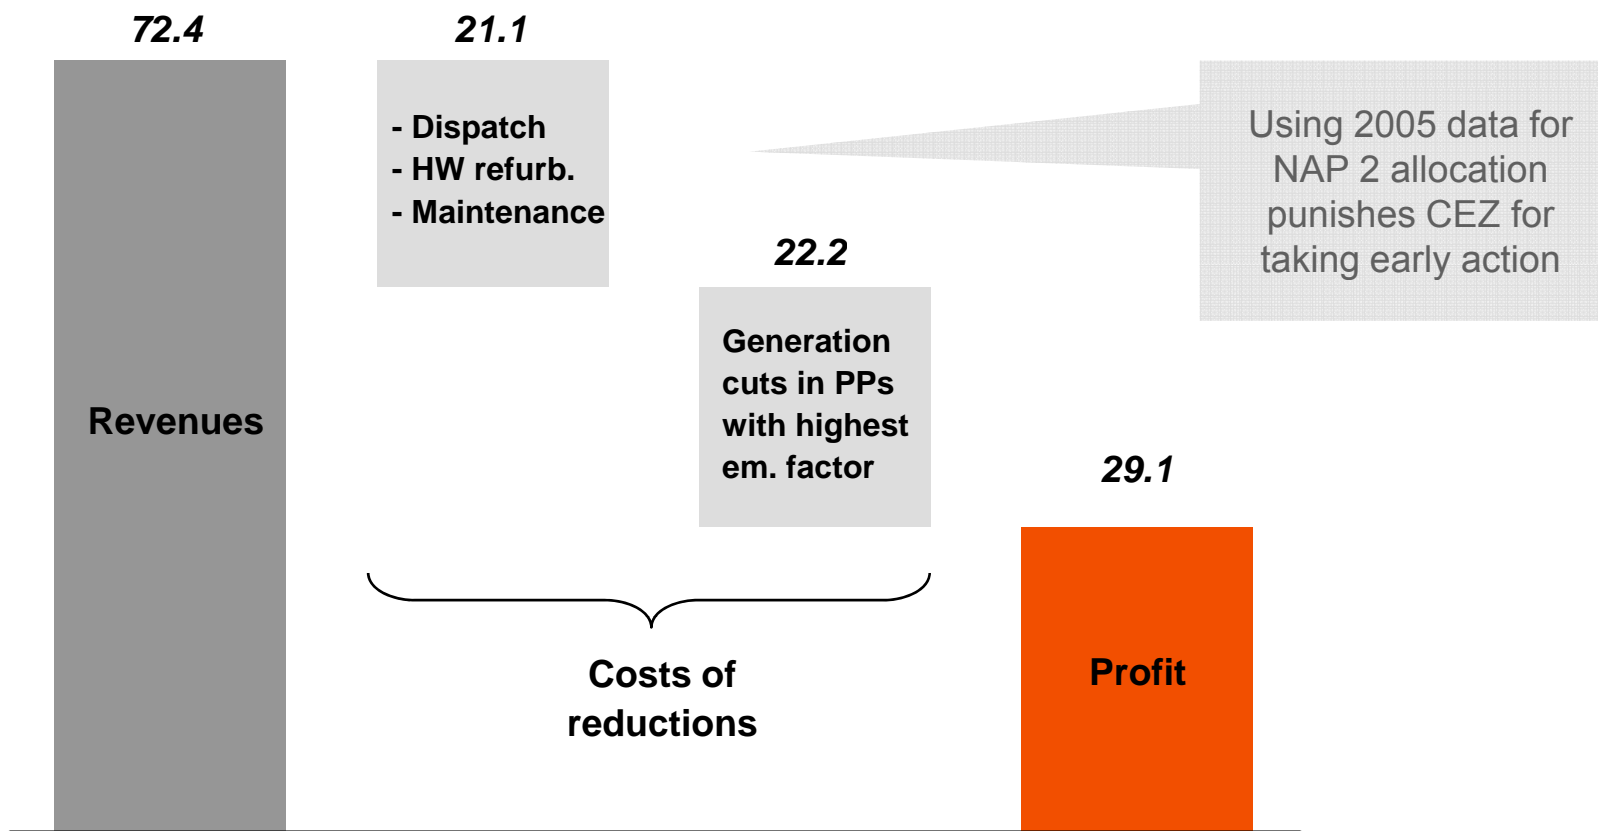 72.4
21.1
- Dispatch
- HW refurb.
- Maintenance
Using 2005 data for
NAP 2 allocation
punishes CEZ for
taking early action
22.2
Generation
cuts in PPs
with highest
em. factor
Revenues
29.1
Costs of
reductions
Profit